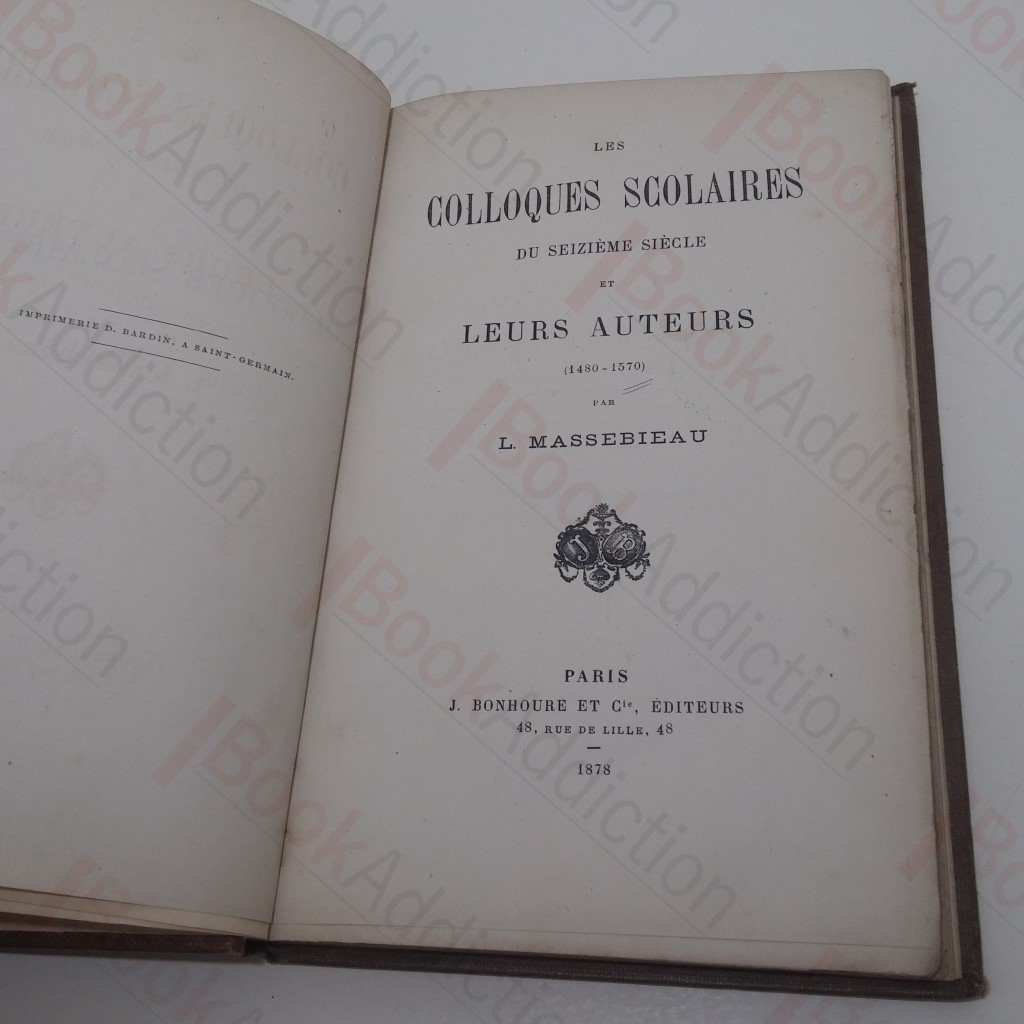 IMPRIMERIE D. BARDIN, A SAINT-GERMAIN.
LES
COLLOQUES SCOLAIRES
DU SEIZIÈME SIÈCLE
ET
LEURS AUTEURS
(1480-1570)
PAR
L. MASSEBIEAU
J B
PARIS
J. BONHOURE ET Cie, ÉDITEURS
48, RUE DE LILLE, 48
1878
BookAddiction